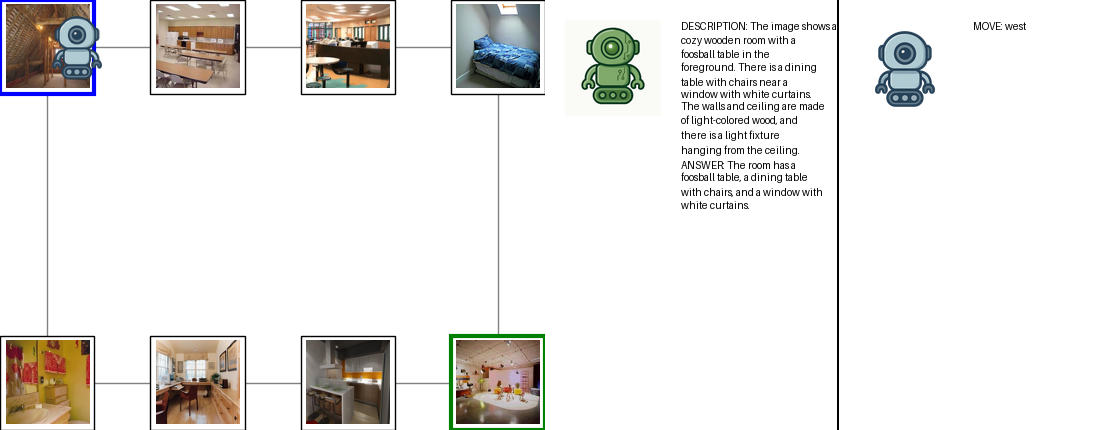 DESCRIPTION: The image shows a
cozy wooden room with a
foosball table in the
foreground. There is a dining
table with chairs near a
window with white curtains.
The walls and ceiling are made
of light-colored wood, and
there is a light fixture
hanging from the ceiling.
ANSWER: The room has a
foosball table, a dining table
with chairs, and a window with
white curtains.
MOVE: west